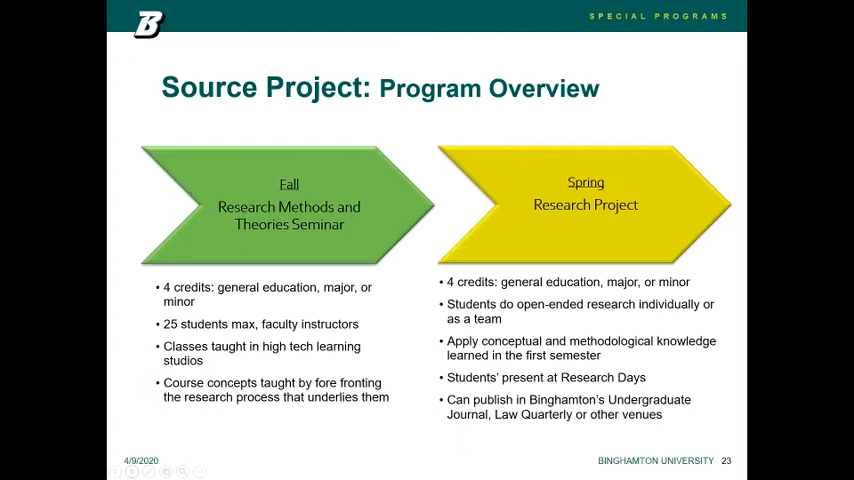 B
SPECIAL PROGRAMS
Source Project: Program Overview
Fall
Research Methods and
Theories Seminar
• 4 credits: general education, major, or
minor
• 25 students max, faculty instructors
• Classes taught in high tech learning
studios
• Course concepts taught by fore fronting
the research process that underlies them
Spring
Research Project
• 4 credits: general education, major, or minor
• Students do open-ended research individually or
as a team
• Apply conceptual and methodological knowledge
learned in the first semester
• Students’ present at Research Days
• Can publish in Binghamton’s Undergraduate
Journal, Law Quarterly or other venues
4/9/2020
BINGHAMTON UNIVERSITY 23